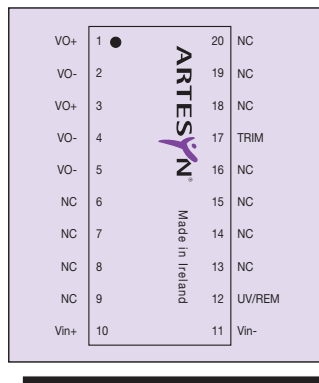 VO+ 1 20 NC
VO- 2 19 NC
VO+ 3 18 NC
VO- 4 17 TRIM
VO- 5 16 NC
NC 6 15 NC
NC 7 14 NC
NC 8 13 NC
NC 9 12 UV/REM
Vin+ 10 11 Vin-
ARTESYN®
Made in Ireland